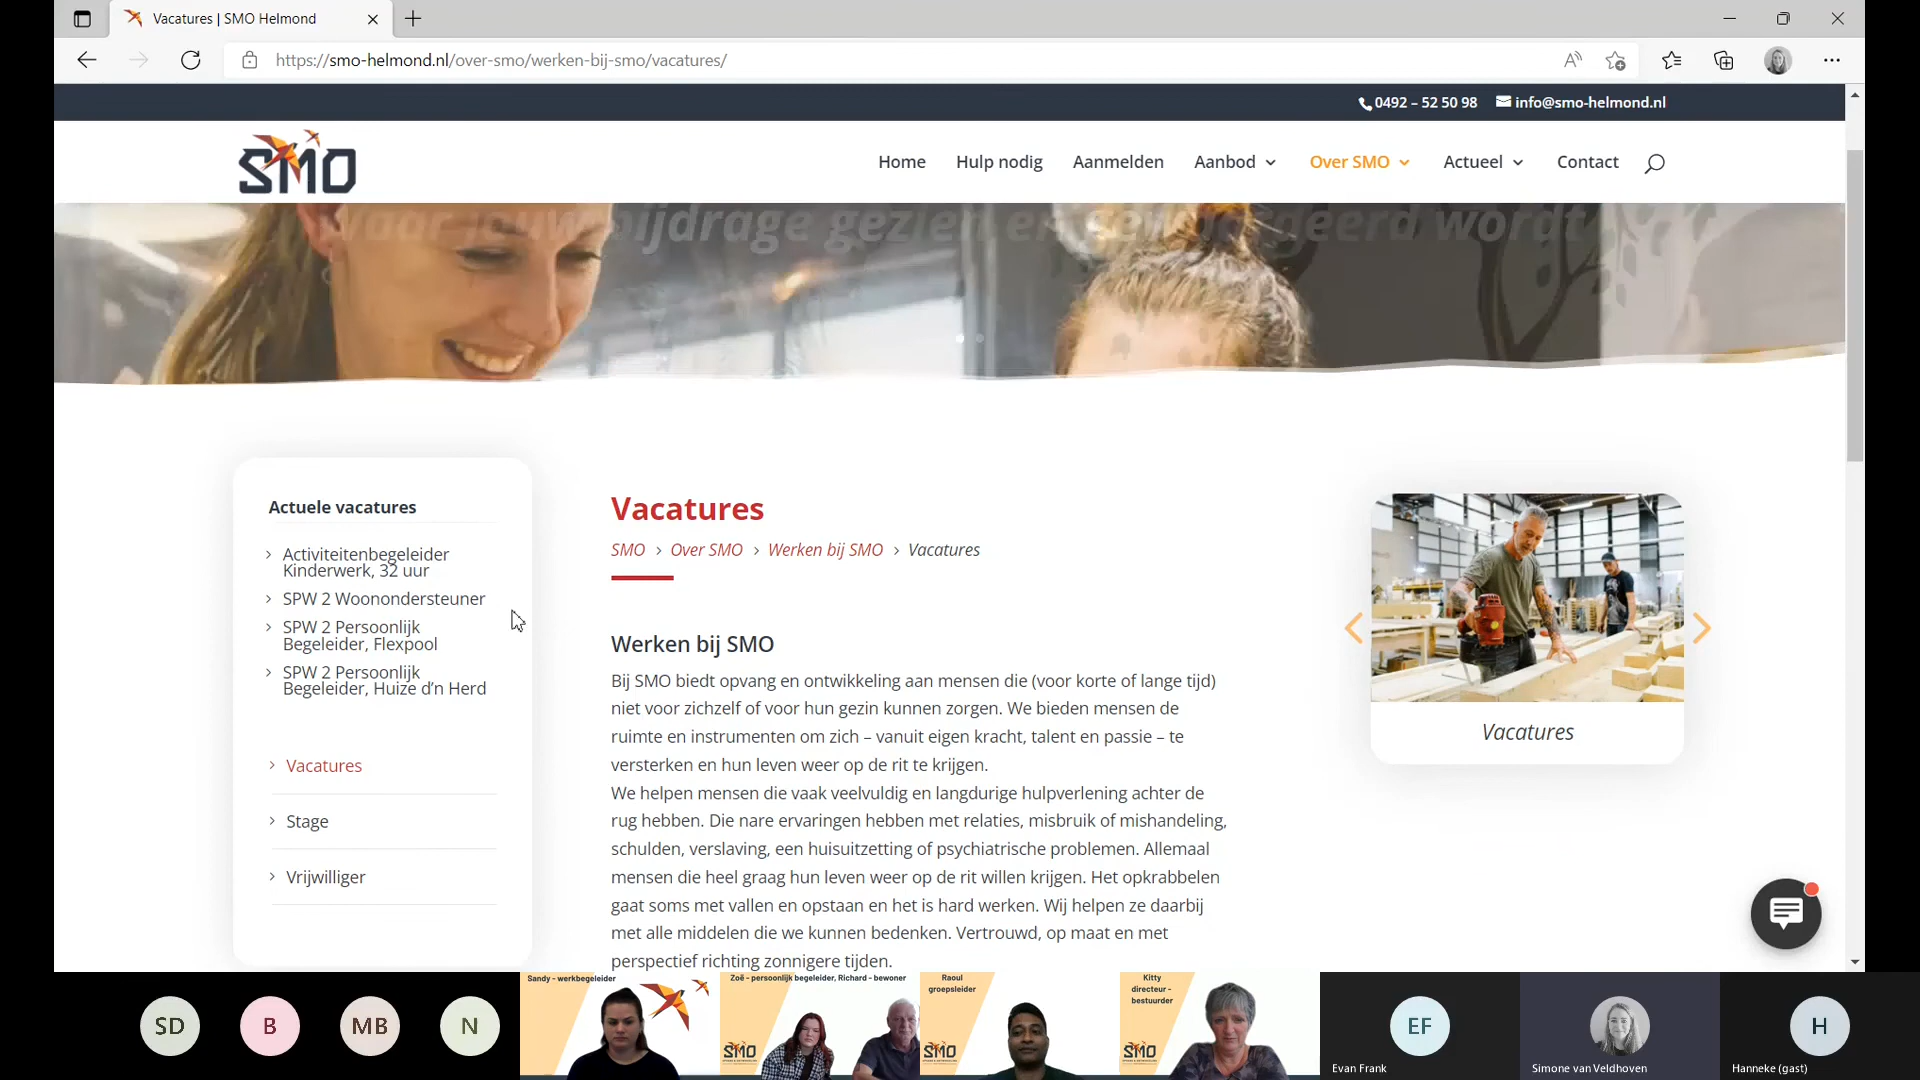 Vacatures | SMO Helmond
https://smo-helmond.nl/over-smo/werken-bij-smo/vacatures/
0492 – 52 50 98 info@smo-helmond.nl
SMO
Home Hulp nodig Aanmelden Aanbod Over SMO Actueel Contact
waar jouw bijdrage gezien en gewaardeerd wordt
Actuele vacatures
Activiteitenbegeleider
Kinderwerk, 32 uur
SPW 2 Woonondersteuner
SPW 2 Persoonlijk
Begeleider, Flexpool
SPW 2 Persoonlijk
Begeleider, Huize d’n Herd
Vacatures
Stage
Vrijwilliger
Vacatures
SMO > Over SMO > Werken bij SMO > Vacatures
Werken bij SMO
Bij SMO biedt opvang en ontwikkeling aan mensen die (voor korte of lange tijd)
niet voor zichzelf of voor hun gezin kunnen zorgen. We bieden mensen de
ruimte en instrumenten om zich – vanuit eigen kracht, talent en passie – te
versterken en hun leven weer op de rit te krijgen.
We helpen mensen die vaak veelvuldig en langdurige hulpverlening achter de
rug hebben. Die nare ervaringen hebben met relaties, misbruik of mishandeling,
schulden, verslaving, een huisuitzetting of psychiatrische problemen. Allemaal
mensen die heel graag hun leven weer op de rit willen krijgen. Het opkrabbelen
gaat soms met vallen en opstaan en het is hard werken. Wij helpen ze daarbij
met alle middelen die we kunnen bedenken. Vertrouwd, op maat en met
perspectief richting zonnigere tijden.
Vacatures
SD
B
MB
N
Sandy - werkbegeleider
Zoë - persoonlijk begeleider, Richard - bewoner
SMO
Raoul
groepsleider
SMO
Kitty
directeur -
bestuurder
SMO
EF
Evan Frank
Simone van Veldhoven
H
Hanneke (gast)